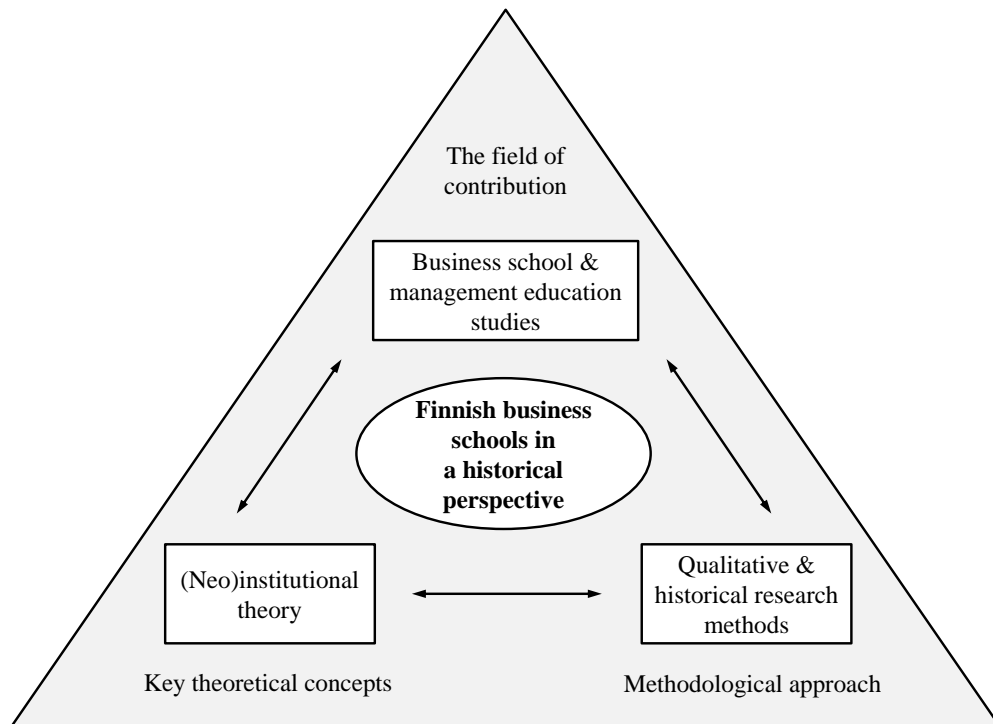 The field of
contribution
Business school &
management education
studies
Finnish business
schools in
a historical
perspective
(Neo)institutional
theory
Qualitative &
historical research
methods
Key theoretical concepts
Methodological approach